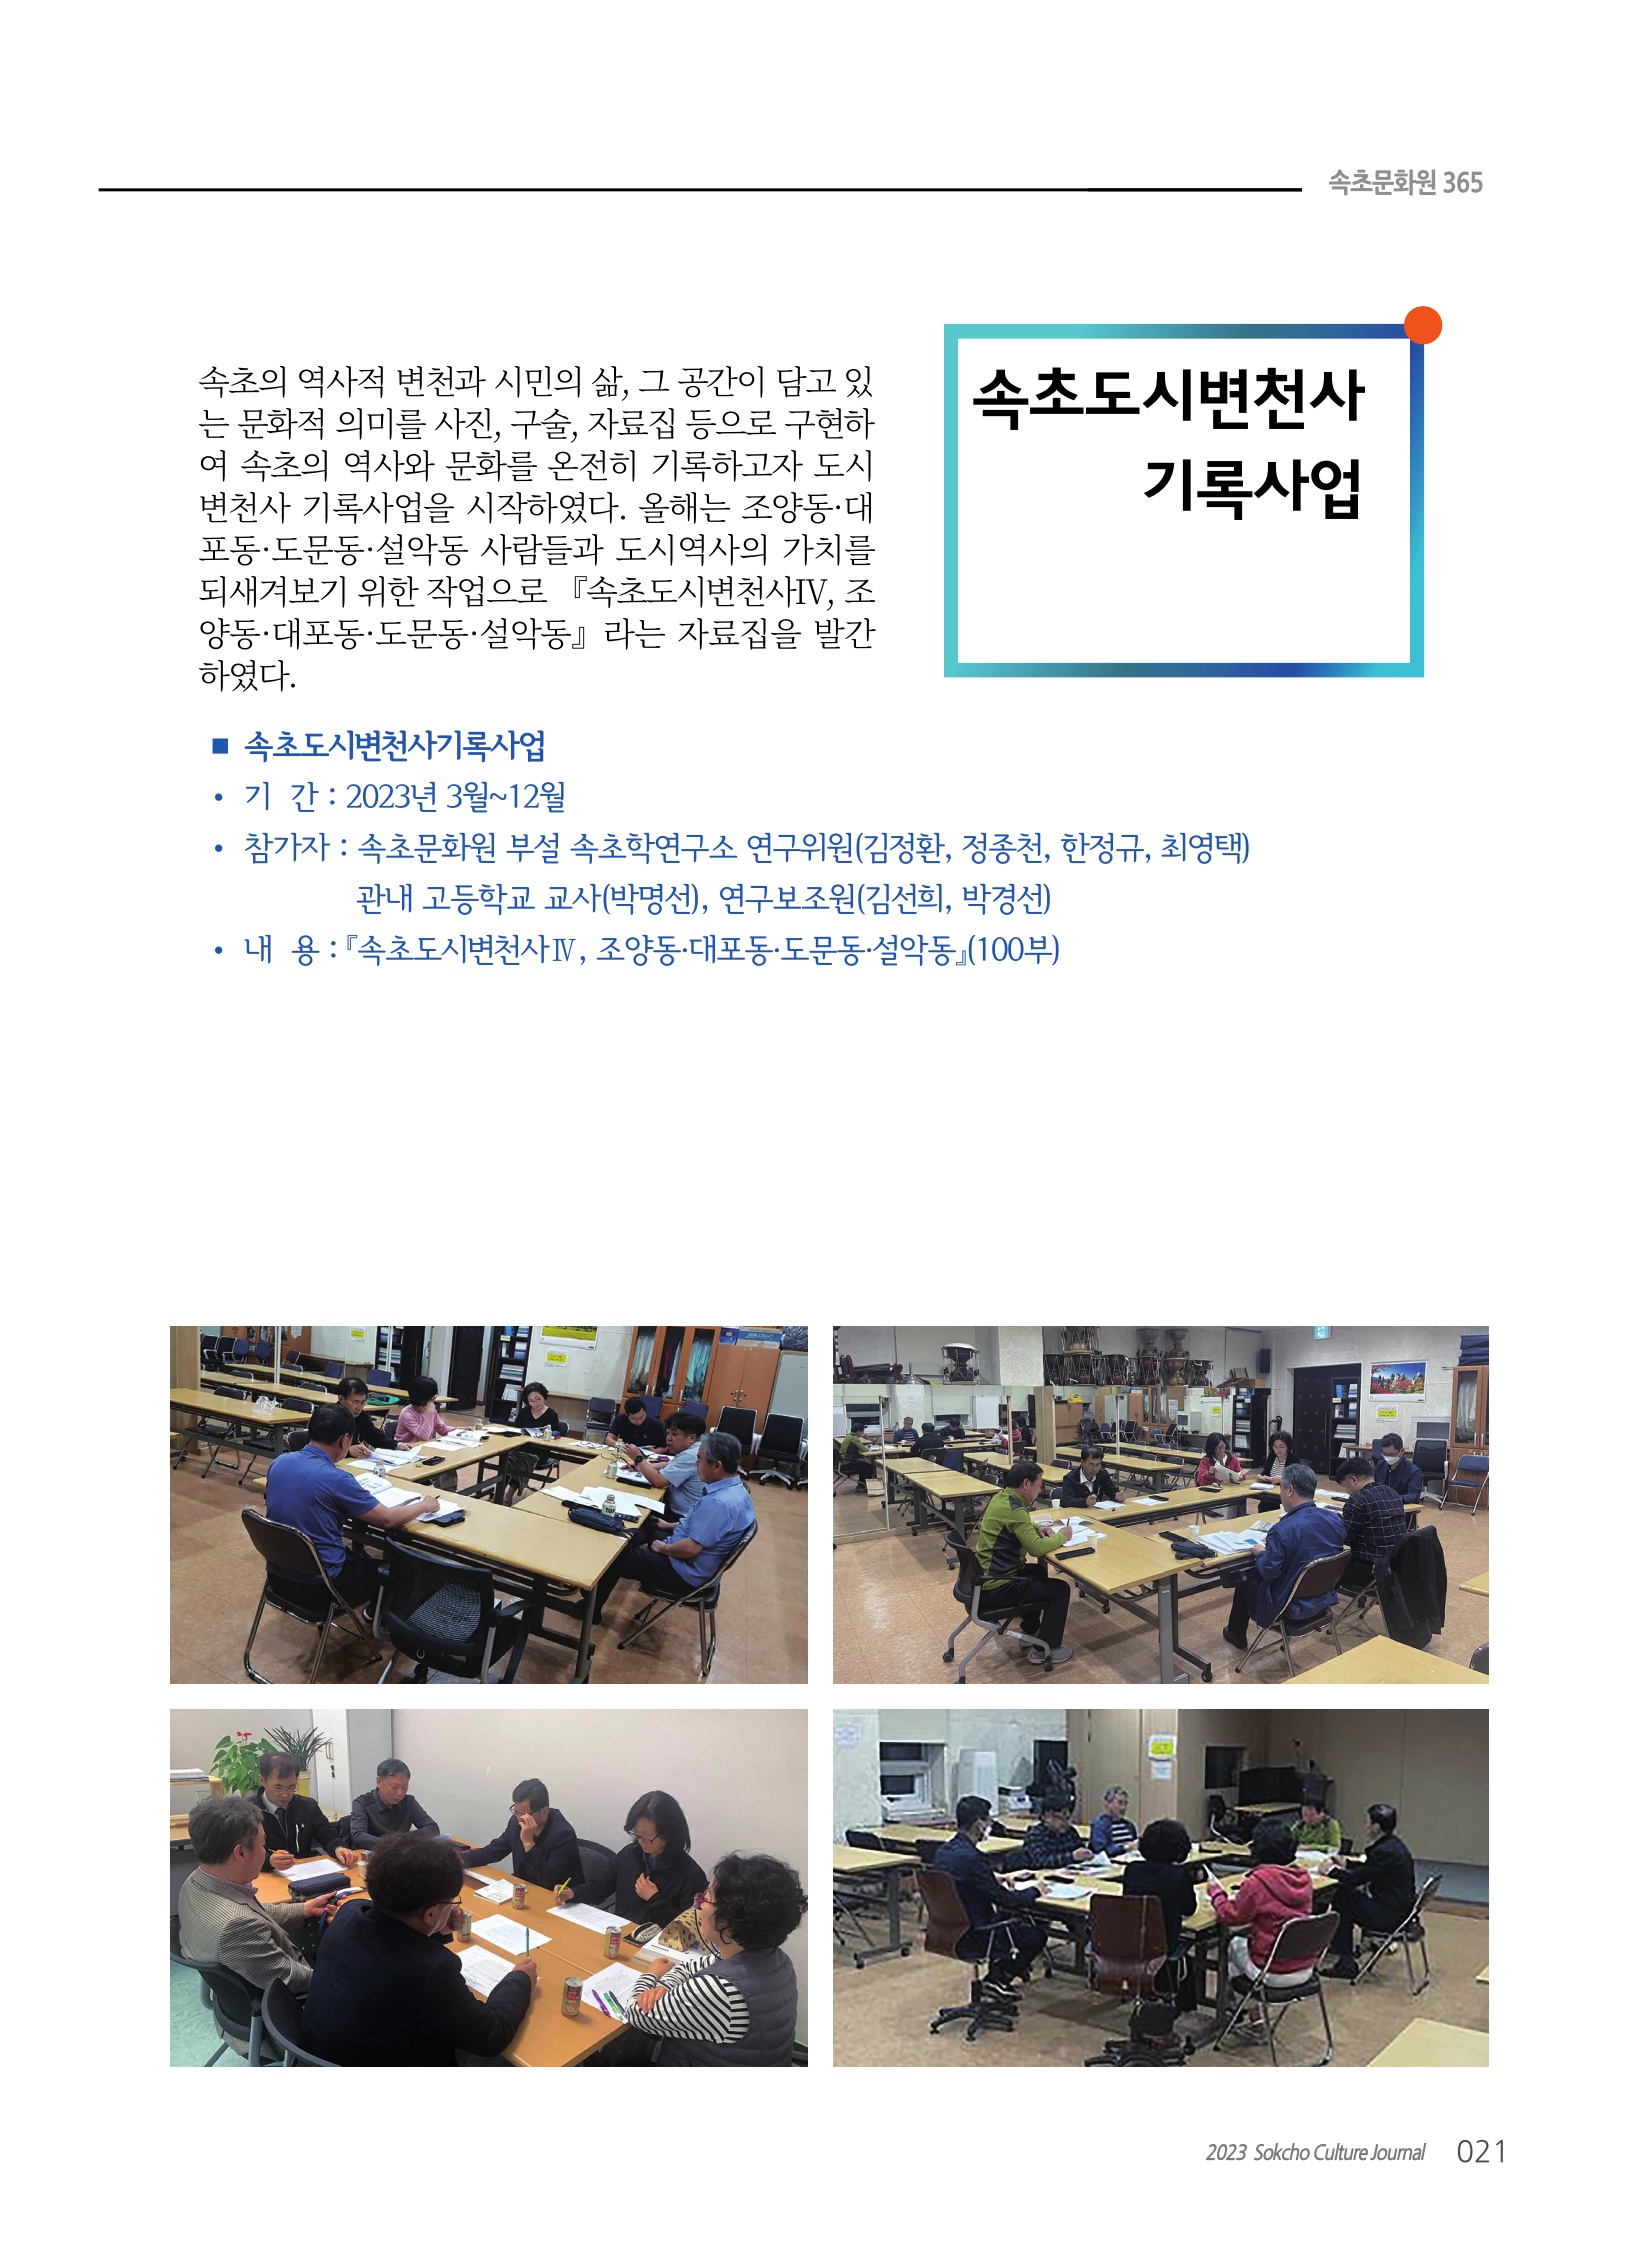 속초문화원 365
속초도시변천사
기록사업
속초의 역사적 변천과 시민의 삶, 그 공간이 담고 있
는 문화적 의미를 사진, 구술, 자료집 등으로 구현하
여 속초의 역사와 문화를 온전히 기록하고자 도시
변천사 기록사업을 시작하였다. 올해는 조양동·대
포동·도문동·설악동 사람들과 도시역사의 가치를
되새겨보기 위한 작업으로 『속초도시변천사Ⅳ, 조
양동·대포동·도문동·설악동』라는 자료집을 발간
하였다.
■ 속초도시변천사기록사업
• 기 간 : 2023년 3월~12월
• 참가자 : 속초문화원 부설 속초학연구소 연구위원(김정환, 정종천, 한정규, 최영택)
관내 고등학교 교사(박명선), 연구보조원(김선희, 박경선)
• 내 용 : 『속초도시변천사Ⅳ, 조양동·대포동·도문동·설악동』(100부)
2023 Sokcho Culture Journal 021